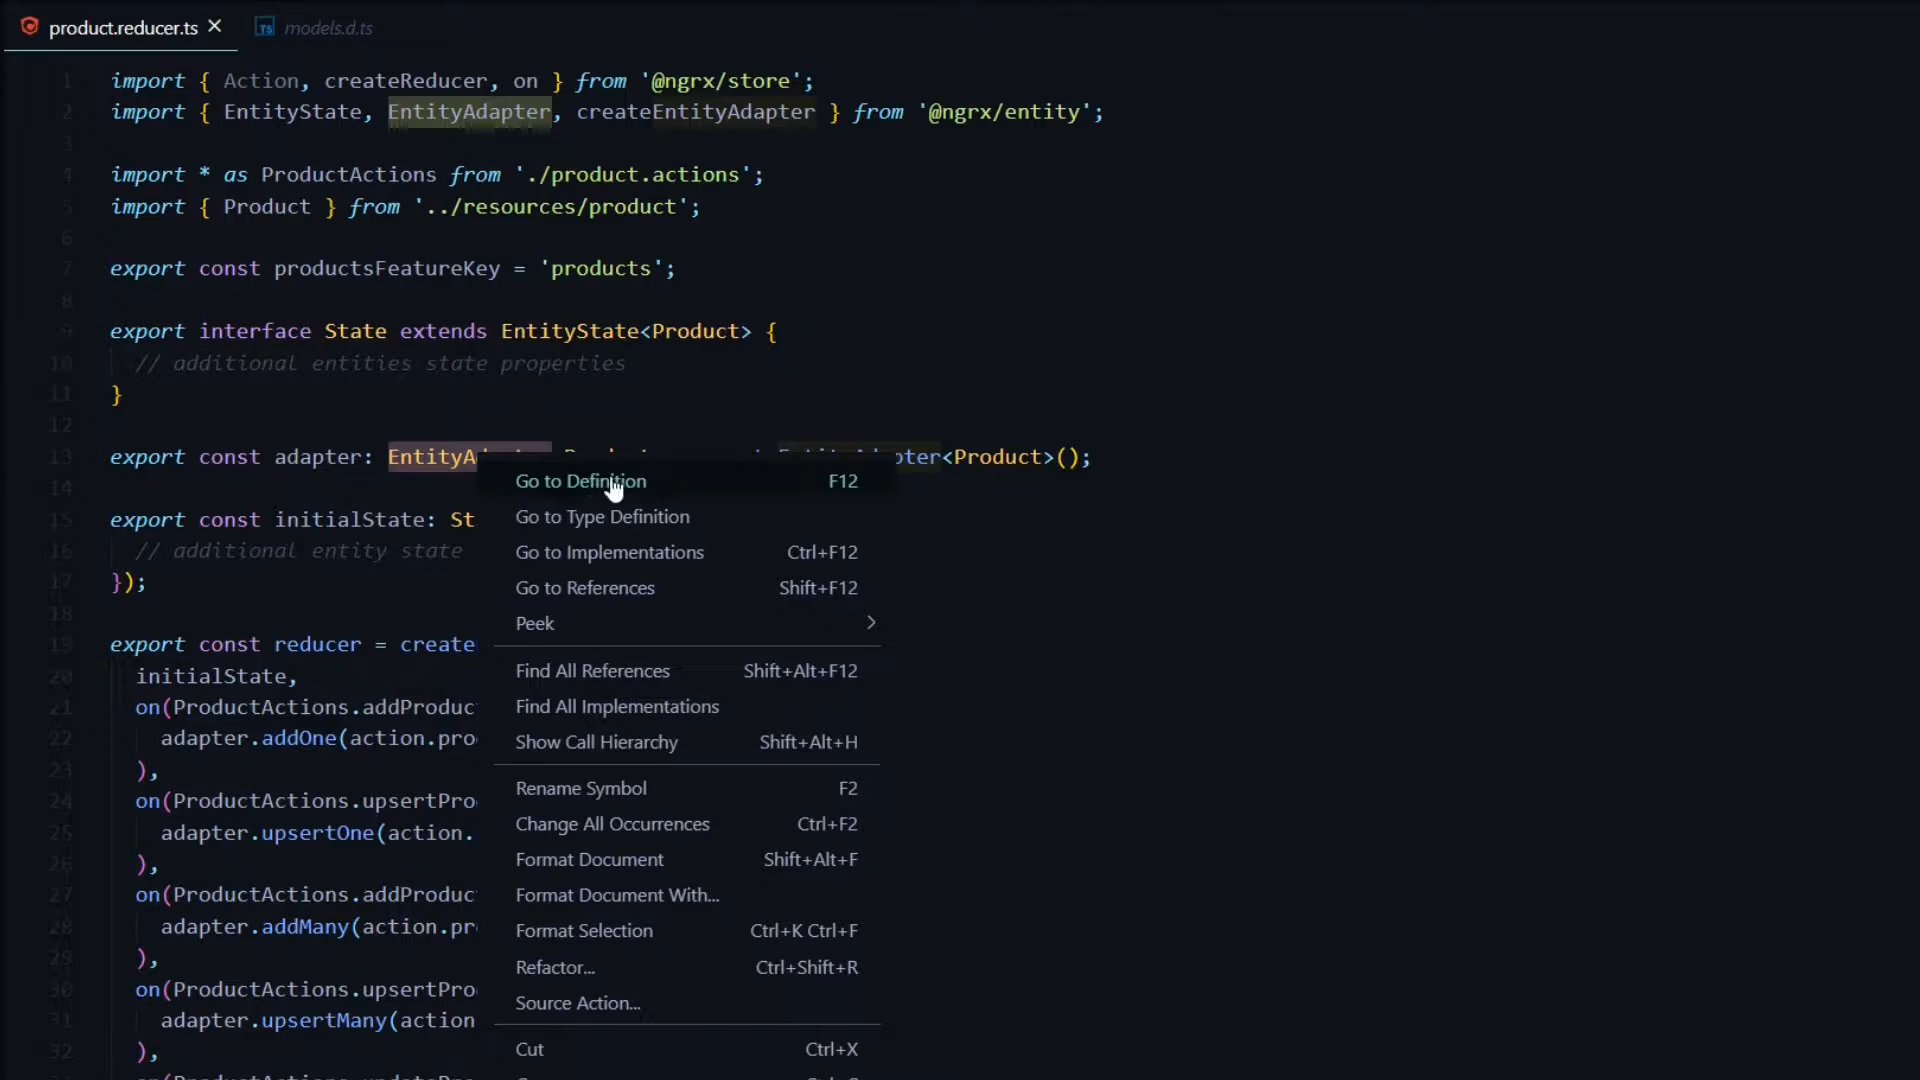 product.reducer.ts
TS models.d.ts
1 import { Action, createReducer, on } from '@ngrx/store';
2 import { EntityState, EntityAdapter, createEntityAdapter } from '@ngrx/entity';
3
4 import * as ProductActions from './product.actions';
5 import { Product } from '../resources/product';
6
7 export const productsFeatureKey = 'products';
8
9 export interface State extends EntityState<Product> {
10 // additional entities state properties
11 }
12
13 export const adapter: EntityA pter<Product>();
14
15 export const initialState: St
16 // additional entity state
17 });
18
19 export const reducer = create
20 initialState,
21 on(ProductActions.addProduc
22 adapter.addOne(action.pro
23 ),
24 on(ProductActions.upsertPro
25 adapter.upsertOne(action.
26 ),
27 on(ProductActions.addProduc
28 adapter.addMany(action.pr
29 ),
30 on(ProductActions.upsertPro
31 adapter.upsertMany(action
32 ),
Go to Definition F12
Go to Type Definition
Go to Implementations Ctrl+F12
Go to References Shift+F12
Peek
Find All References Shift+Alt+F12
Find All Implementations
Show Call Hierarchy Shift+Alt+H
Rename Symbol F2
Change All Occurrences Ctrl+F2
Format Document Shift+Alt+F
Format Document With...
Format Selection Ctrl+K Ctrl+F
Refactor... Ctrl+Shift+R
Source Action...
Cut Ctrl+X